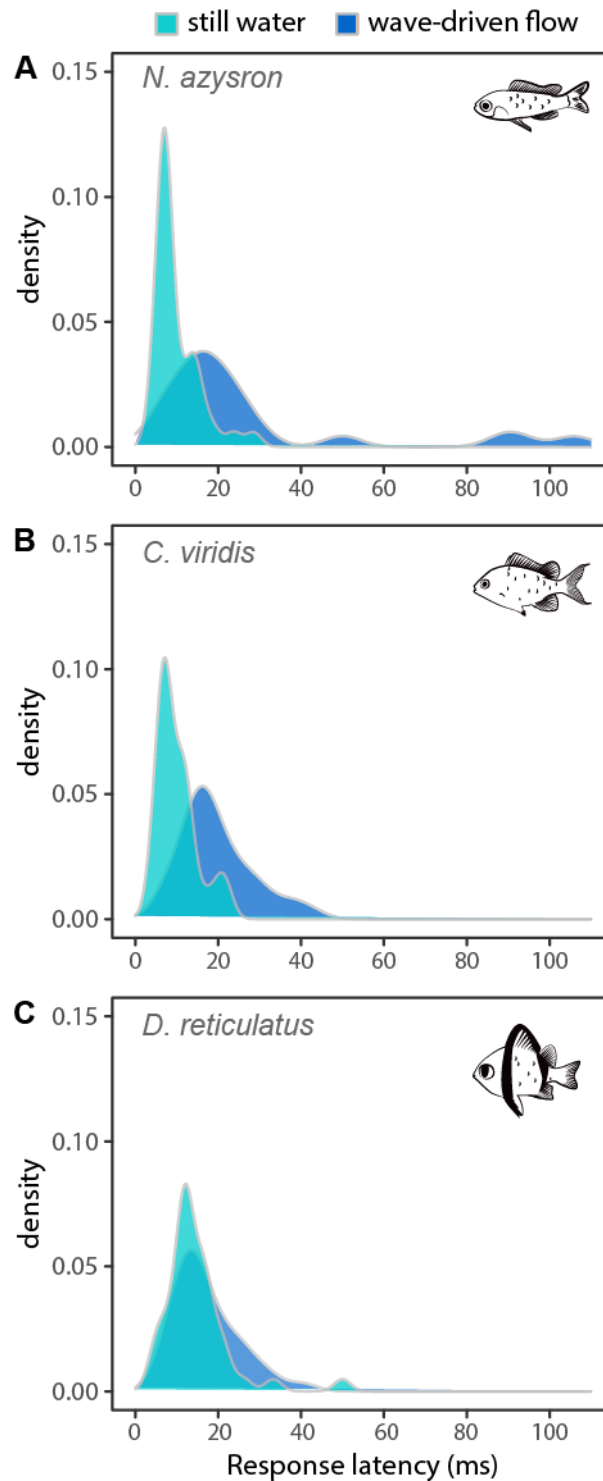 still water wave-driven flow
A
N. azysron
0.15
0.10
0.05
0.00
density
0 20 40 60 80 100
B
C. viridis
0.15
0.10
0.05
0.00
density
0 20 40 60 80 100
C
D. reticulatus
0.15
0.10
0.05
0.00
density
0 20 40 60 80 100
Response latency (ms)